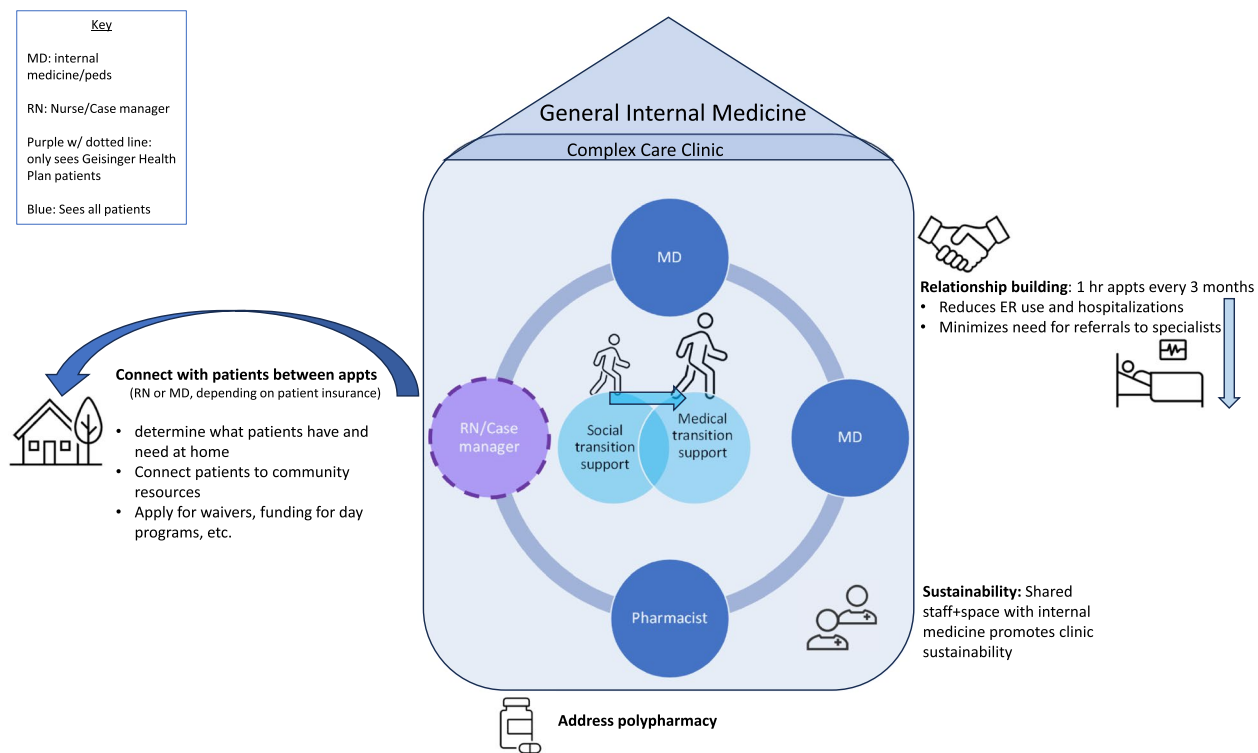 Key
MD: internal
medicine/peds
RN: Nurse/Case manager
Purple w/ dotted line:
only sees Geisinger Health
Plan patients
Blue: Sees all patients
General Internal Medicine
Complex Care Clinic
MD
Relationship building: 1 hr appts every 3 months
• Reduces ER use and hospitalizations
• Minimizes need for referrals to specialists
Connect with patients between appts
(RN or MD, depending on patient insurance)
• determine what patients have and
need at home
• Connect patients to community
resources
• Apply for waivers, funding for day
programs, etc.
RN/Case
manager
Social
transition
support
Medical
transition
support
MD
Pharmacist
Sustainability: Shared
staff+space with internal
medicine promotes clinic
sustainability
Address polypharmacy